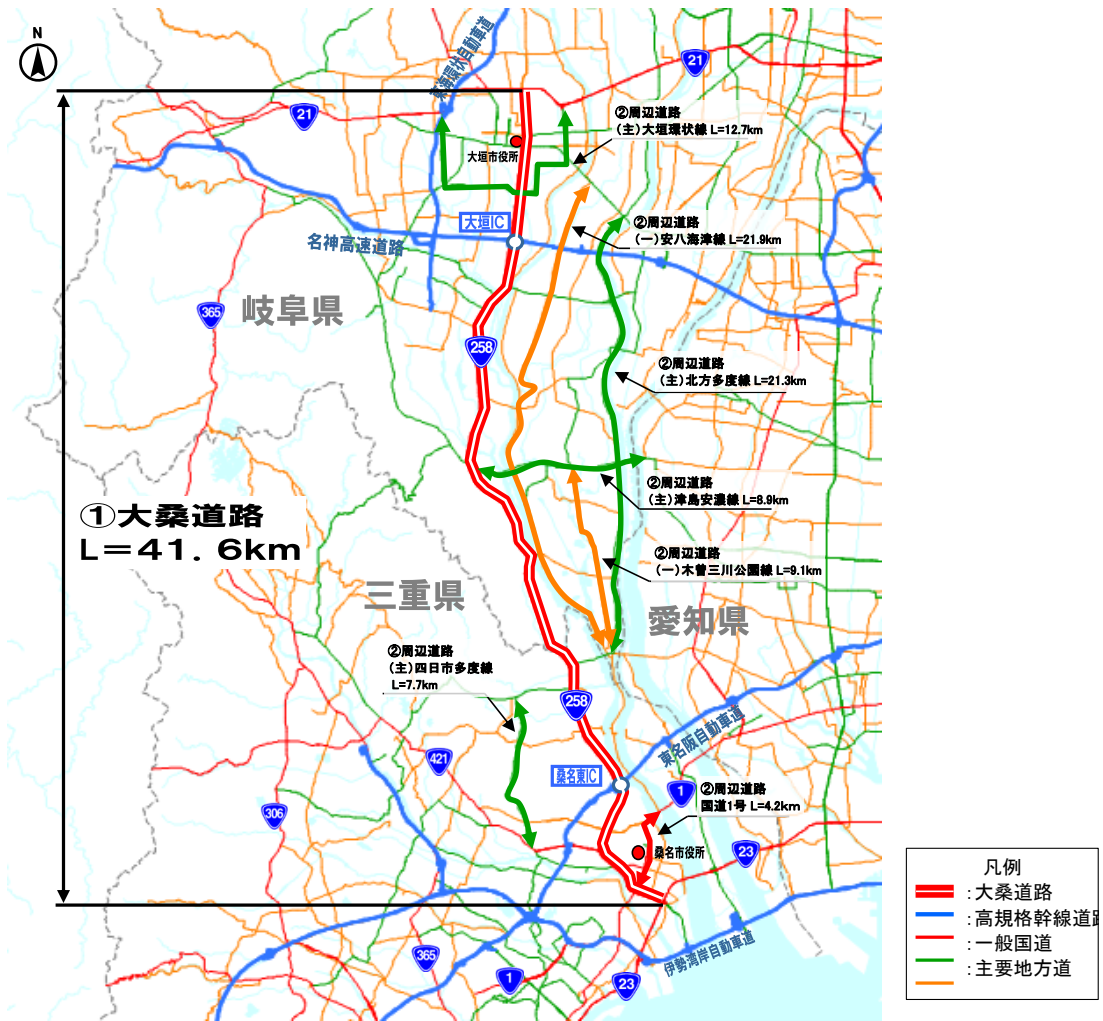 N
東海環状自動車道
21
21
②周辺道路
(主)大垣環状線 L=12.7km
大垣市役所
大垣IC
②周辺道路
(一)安八海津線 L=21.9km
名神高速道路
365
岐阜県
258
②周辺道路
(主)北方多度線 L=21.3km
②周辺道路
(主)津島安濃線 L=8.9km
①大桑道路
L=41. 6km
②周辺道路
(一)木曽三川公園線 L=9.1km
三重県
愛知県
②周辺道路
(主)四日市多度線
L=7.7km
258
東名阪自動車道
421
桑名東IC
1
②周辺道路
国道1号 L=4.2km
306
桑名市役所
23
365
伊勢湾岸自動車道
1
23
凡例
:大桑道路
:高規格幹線道路
:一般国道
:主要地方道